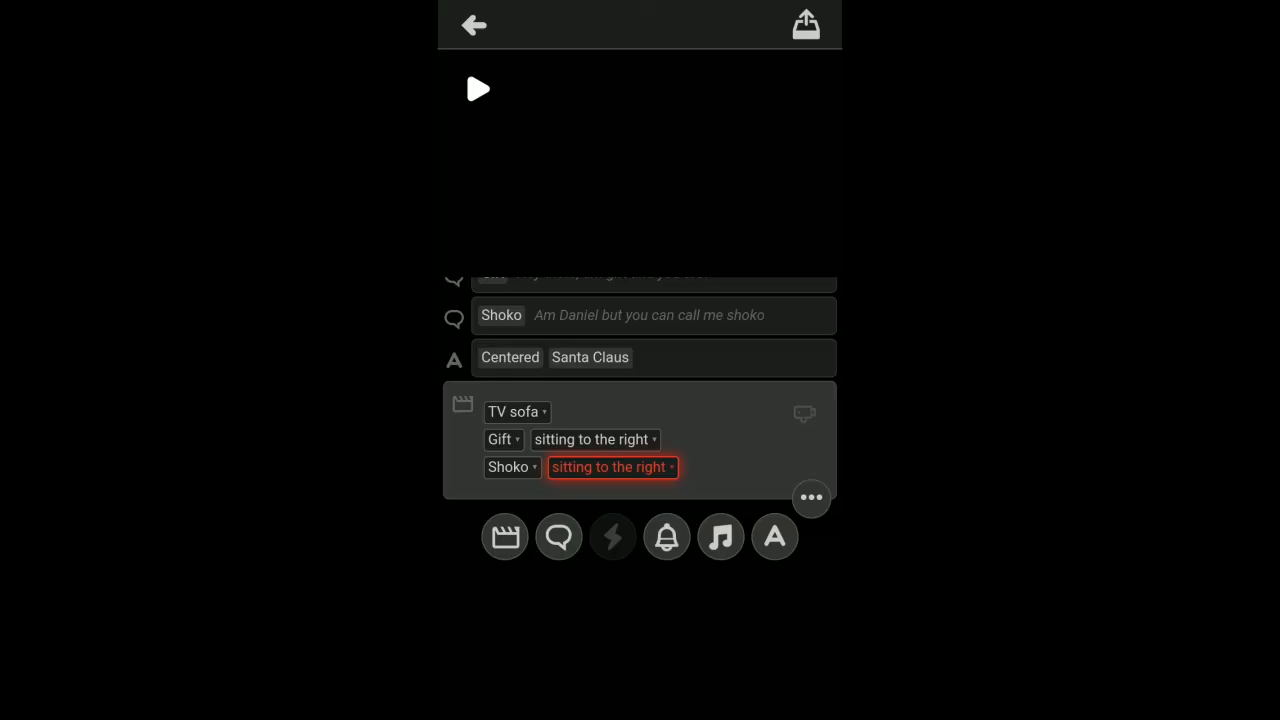 Shoko Am Daniel but you can call me shoko
Centered Santa Claus
TV sofa
Gift sitting to the right
Shoko sitting to the right